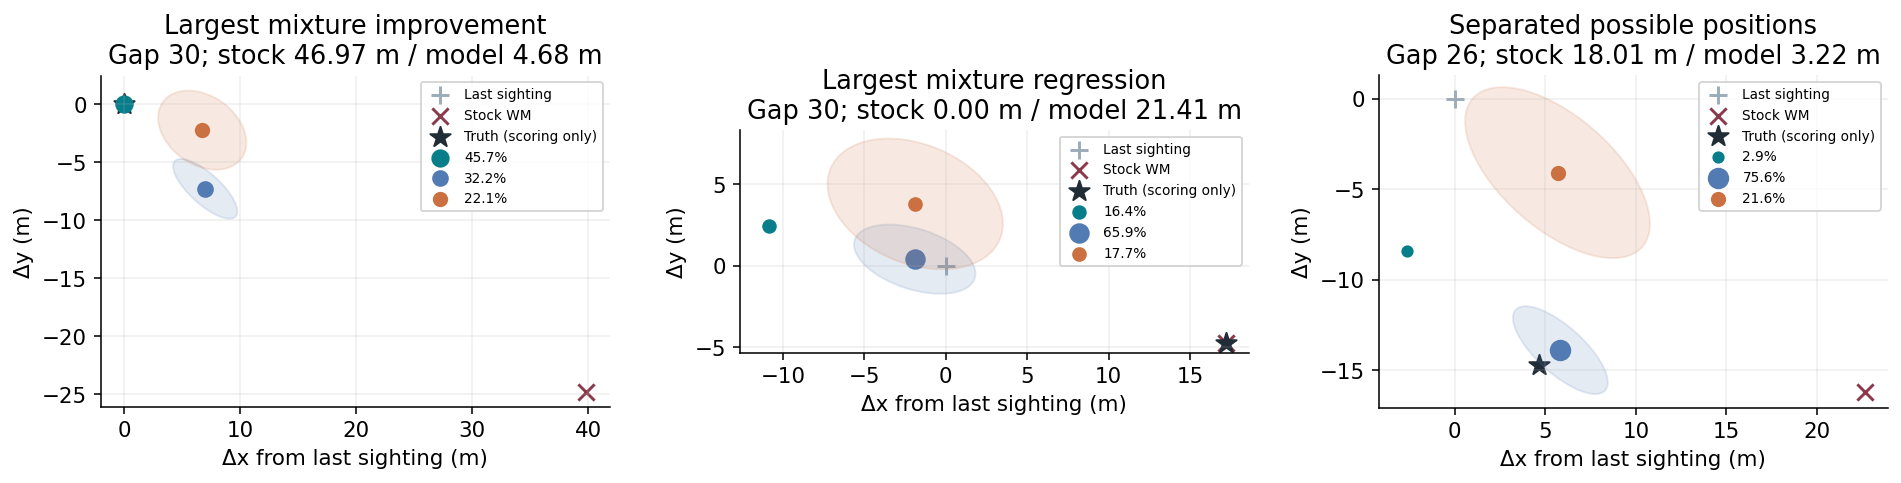 Largest mixture improvement
Gap 30; stock 46.97 m / model 4.68 m
Last sighting
Stock WM
Truth (scoring only)
45.7%
32.2%
22.1%
0
−5
−10
−15
−20
−25
Δy (m)
0
10
20
30
40
Δx from last sighting (m)
Largest mixture regression
Gap 30; stock 0.00 m / model 21.41 m
Last sighting
Stock WM
Truth (scoring only)
16.4%
65.9%
17.7%
5
0
−5
Δy (m)
−10
−5
0
5
10
15
Δx from last sighting (m)
Separated possible positions
Gap 26; stock 18.01 m / model 3.22 m
Last sighting
Stock WM
Truth (scoring only)
2.9%
75.6%
21.6%
0
−5
−10
−15
Δy (m)
0
5
10
15
20
Δx from last sighting (m)